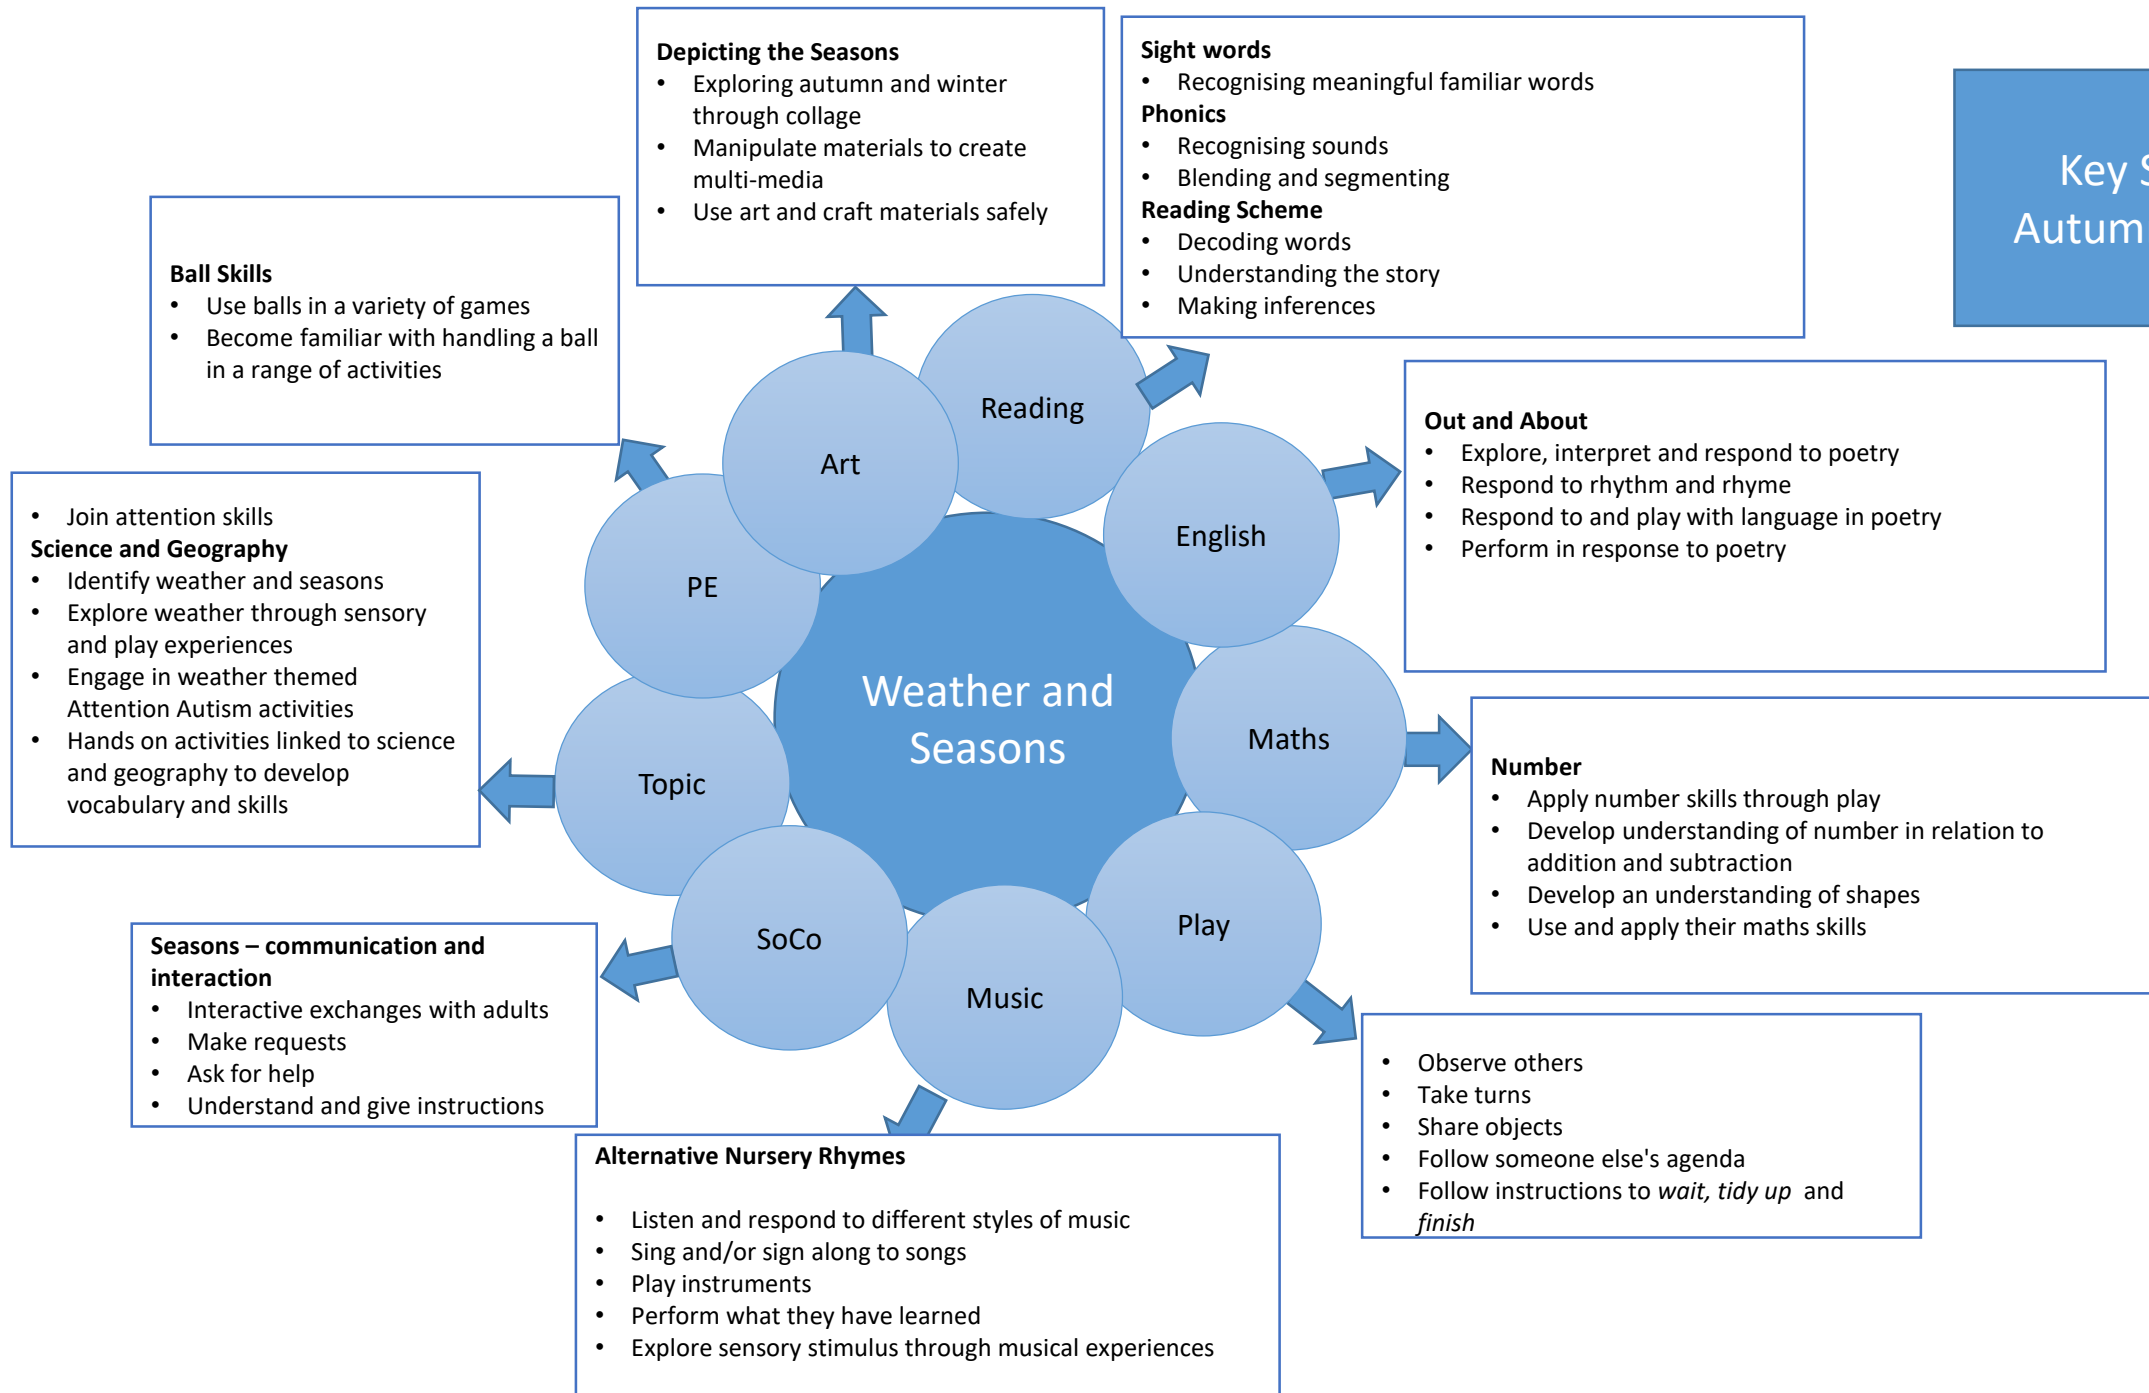 Depicting the Seasons
• Exploring autumn and winter
through collage
• Manipulate materials to create
multi-media
• Use art and craft materials safely
Sight words
• Recognising meaningful familiar words
Phonics
• Recognising sounds
• Blending and segmenting
Reading Scheme
• Decoding words
• Understanding the story
• Making inferences
Key
Ball Skills
• Use balls in a variety of games
• Become familiar with handling a ball
in a range of activities
Reading
Art
English
PE
Out and About
• Explore, interpret and respond to poetry
• Respond to rhythm and rhyme
• Respond to and play with language in poetry
• Perform in response to poetry
• Join attention skills
Science and Geography
• Identify weather and seasons
• Explore weather through sensory
and play experiences
• Engage in weather themed
Attention Autism activities
• Hands on activities linked to science
and geography to develop
vocabulary and skills
Weather and
Seasons
Maths
Topic
Number
• Apply number skills through play
• Develop understanding of number in relation to
addition and subtraction
• Develop an understanding of shapes
• Use and apply their maths skills
Play
SoCo
Music
Seasons – communication and
interaction
• Interactive exchanges with adults
• Make requests
• Ask for help
• Understand and give instructions
• Observe others
• Take turns
• Share objects
• Follow someone else's agenda
• Follow instructions to wait, tidy up and
finish
Alternative Nursery Rhymes
• Listen and respond to different styles of music
• Sing and/or sign along to songs
• Play instruments
• Perform what they have learned
• Explore sensory stimulus through musical experiences